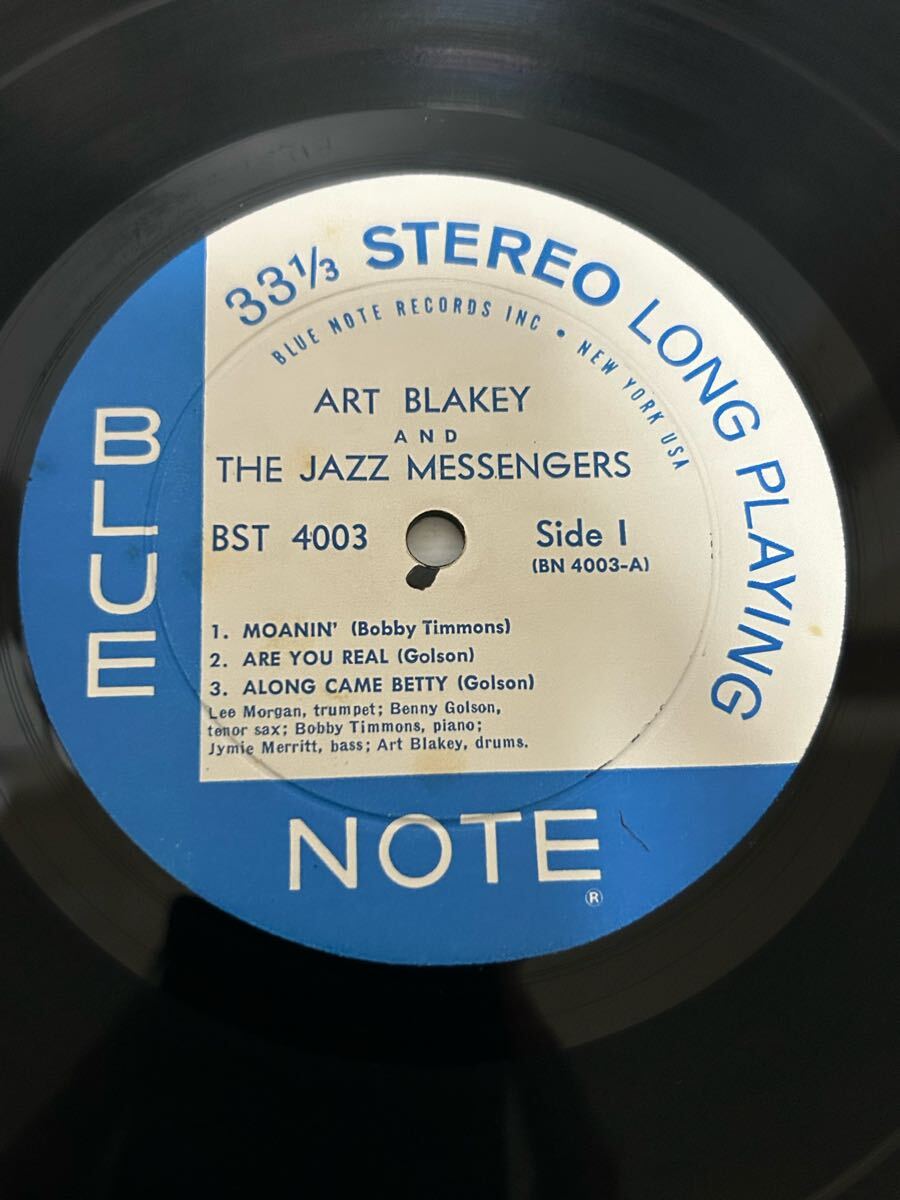 33⅓ STEREO LONG PLAYING
BLUE NOTE RECORDS INC • NEW YORK USA
ART BLAKEY
AND
THE JAZZ MESSENGERS
BST 4003
Side 1
(BN 4003-A)
1. MOANIN' (Bobby Timmons)
2. ARE YOU REAL (Golson)
3. ALONG CAME BETTY (Golson)
Lee Morgan, trumpet; Benny Golson,
tenor sax; Bobby Timmons, piano;
Jymie Merritt, bass; Art Blakey, drums.
BLUE
NOTE
®